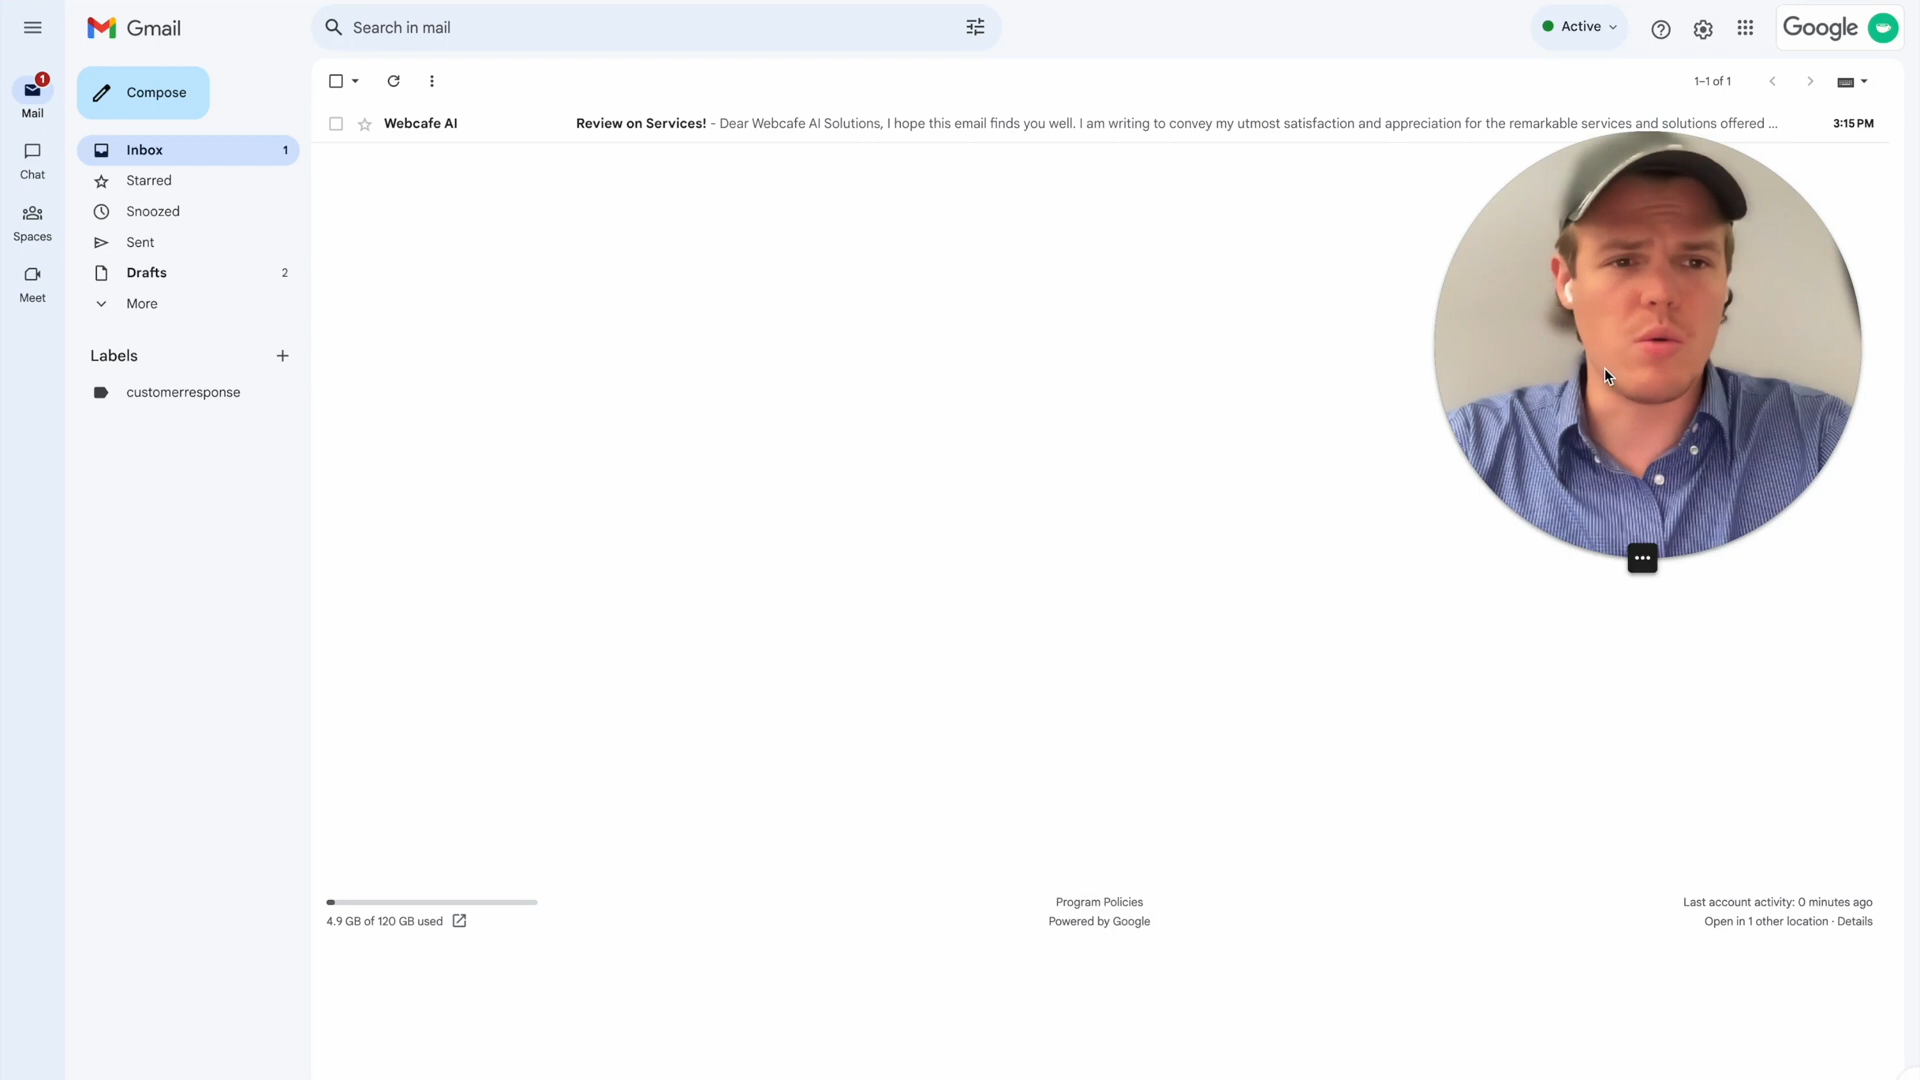 Gmail
Search in mail
Active
Google
1
Mail
Chat
Spaces
Meet
Compose
Inbox 1
Starred
Snoozed
Sent
Drafts 2
More
Labels
customerresponse
1–1 of 1
Webcafe AI Review on Services! - Dear Webcafe AI Solutions, I hope this email finds you well. I am writing to convey my utmost satisfaction and appreciation for the remarkable services and solutions offered ... 3:15 PM
4.9 GB of 120 GB used
Program Policies
Powered by Google
Last account activity: 0 minutes ago
Open in 1 other location · Details